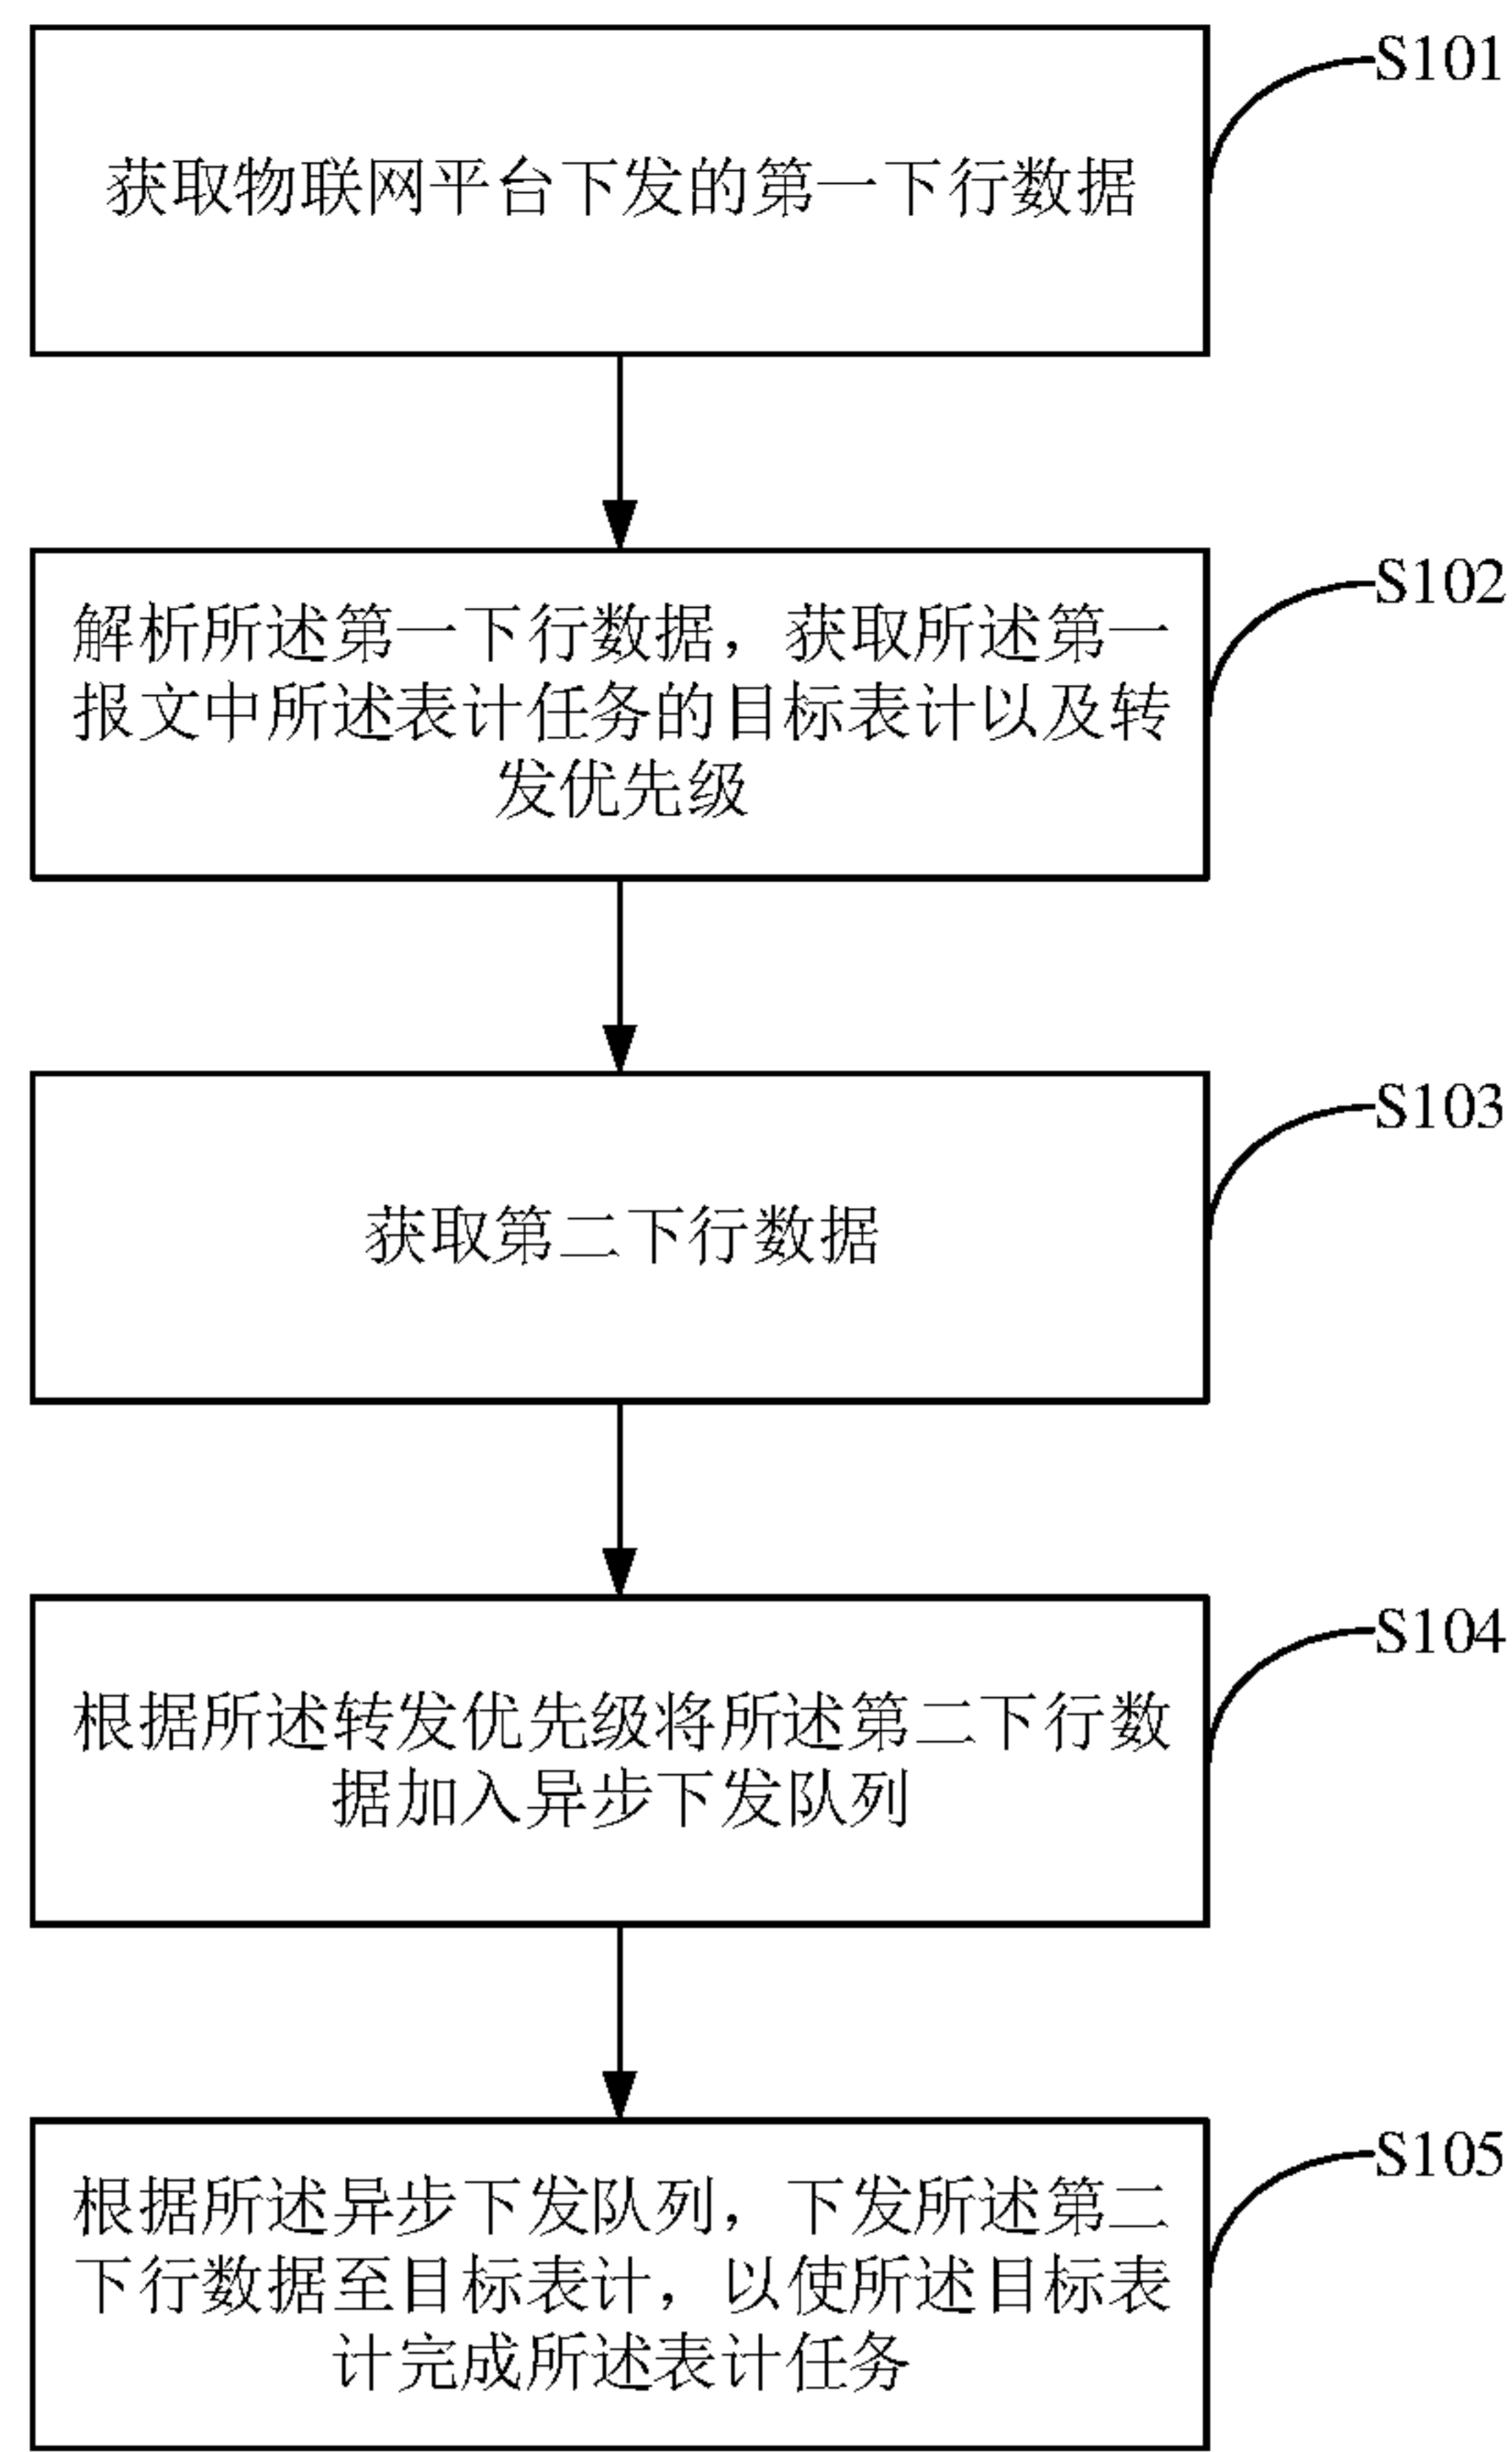 S101
获取物联网平台下发的第一下行数据
S102
解析所述第一下行数据，获取所述第一
报文中所述表计任务的目标表计以及转
发优先级
S103
获取第二下行数据
S104
根据所述转发优先级将所述第二下行数
据加入异步下发队列
S105
根据所述异步下发队列，下发所述第二
下行数据至目标表计，以使所述目标表
计完成所述表计任务